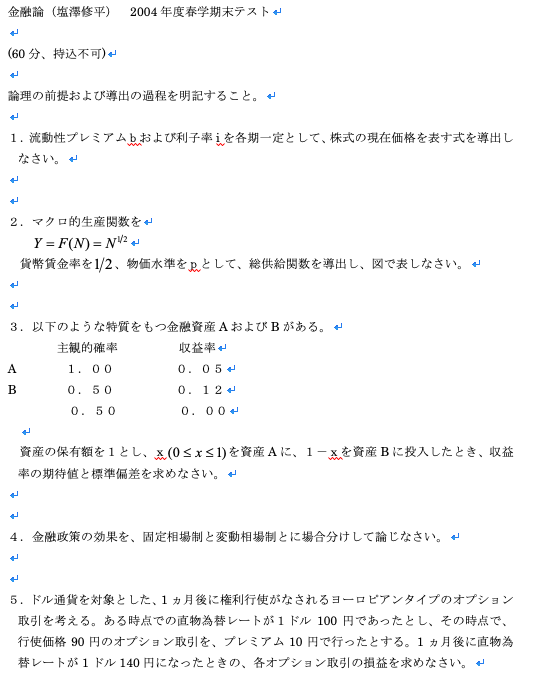 金融論（塩澤修平） 2004 年度春学期末テスト
(60 分、持込不可)
論理の前提および導出の過程を明記すること。
１．流動性プレミアム b および利子率 i を各期一定として、株式の現在価格を表す式を導出し
なさい。
２．マクロ的生産関数を
Y = F(N) = N^{1/2}
貨幣賃金率を 1/2 、物価水準を p として、総供給関数を導出し、図で表しなさい。
３．以下のような特質をもつ金融資産 A および B がある。
主観的確率 収益率
A １．００ ０．０５
B ０．５０ ０．１２
０．５０ ０．００
資産の保有額を１とし、x (0 ≤ x ≤ 1) を資産 A に、１－x を資産 B に投入したとき、収益
率の期待値と標準偏差を求めなさい。
４．金融政策の効果を、固定相場制と変動相場制とに場合分けして論じなさい。
５．ドル通貨を対象とした、1 ヵ月後に権利行使がなされるヨーロピアンタイプのオプション
取引を考える。ある時点での直物為替レートが 1 ドル 100 円であったとし、その時点で、
行使価格 90 円のオプション取引を、プレミアム 10 円で行ったとする。1 ヵ月後に直物為
替レートが 1 ドル 140 円になったときの、各オプション取引の損益を求めなさい。